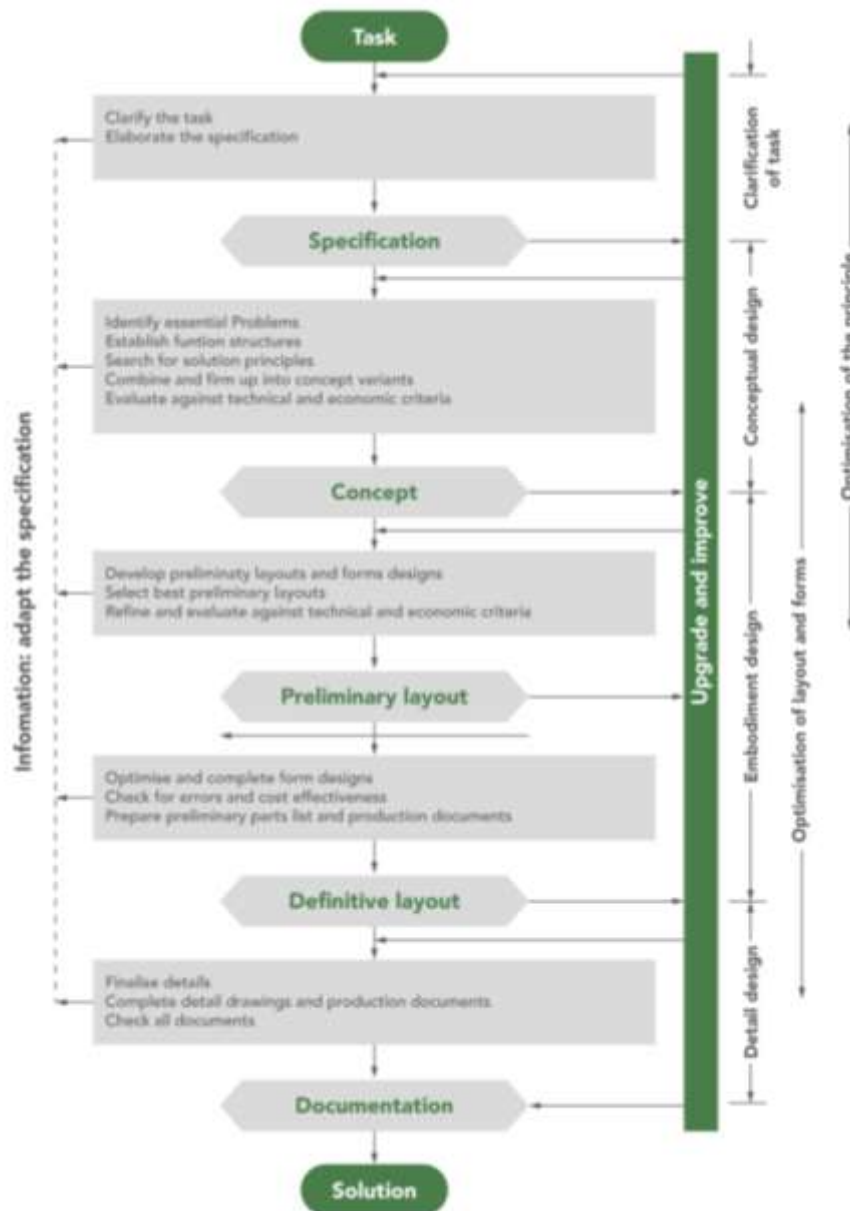 Task
Clarify the task
Elaborate the specification
Specification
Identify essential Problems
Establish funtion structures
Search for solution principles
Combine and firm up into concept variants
Evaluate against technical and economic criteria
Concept
Develop preliminaty layouts and forms designs
Select best preliminary layouts
Refine and evaluate against technical and economic criteria
Preliminary layout
Optimise and complete form designs
Check for errors and cost effectiveness
Prepare preliminary parts list and production documents
Definitive layout
Finalise details
Complete detail drawings and production documents
Check all documents
Documentation
Solution
Infomation: adapt the specification
Upgrade and improve
Clarification
of task
Conceptual design
Embodiment design
Detail design
Optimisation of layout and forms
Optimisation of the principle